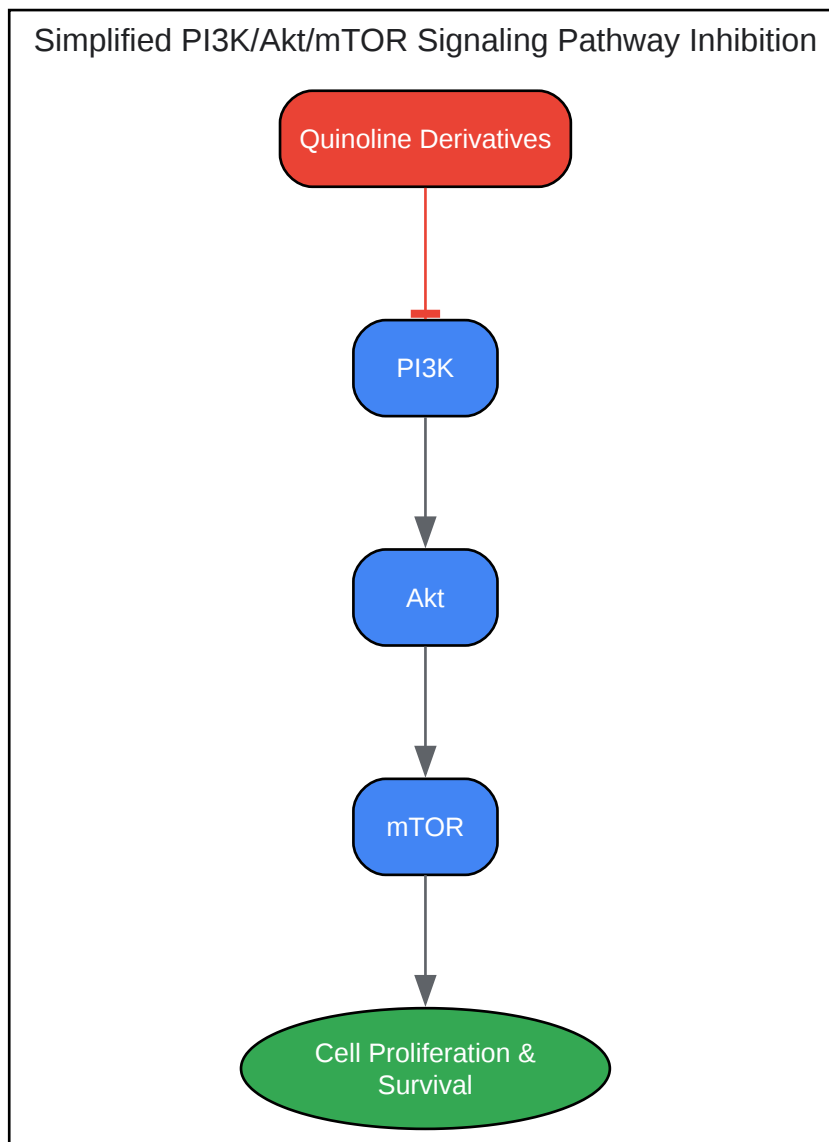 Simplified PI3K/Akt/mTOR Signaling Pathway Inhibition
Quinoline Derivatives
PI3K
Akt
mTOR
Cell Proliferation &
Survival